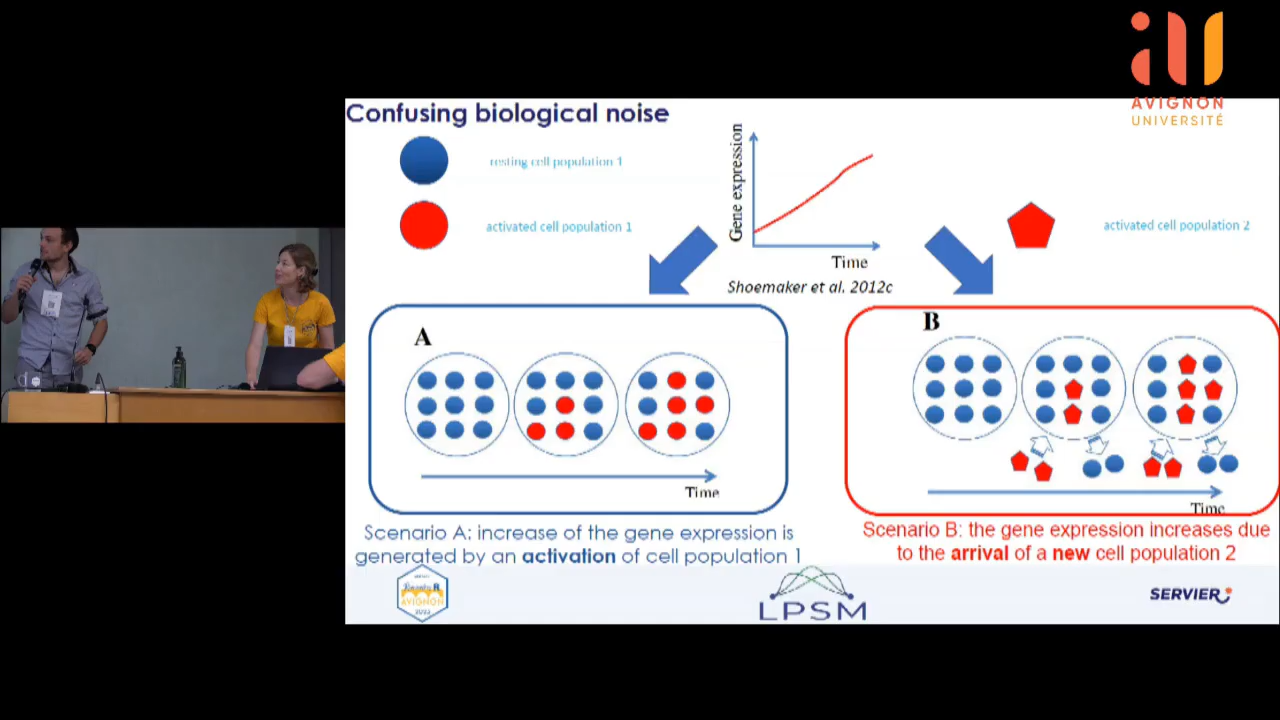 AVIGNON
UNIVERSITÉ
Confusing biological noise
resting cell population 1
activated cell population 1
Gene expression
Time
Shoemaker et al. 2012c
activated cell population 2
A
Time
Scenario A: increase of the gene expression is
generated by an activation of cell population 1
B
Time
Scenario B: the gene expression increases due
to the arrival of a new cell population 2
AVIGNON
LPSM
SERVIER